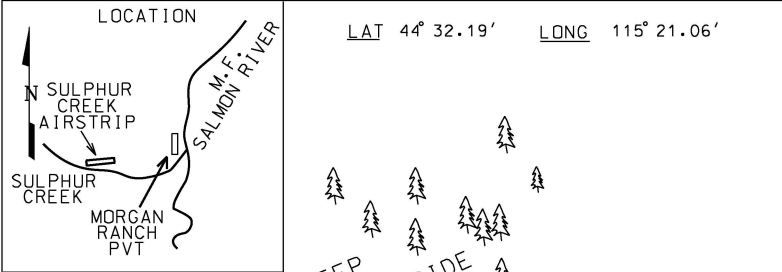 LOCATION
N
SULPHUR
CREEK
AIRSTRIP
M.F.
SALMON RIVER
SULPHUR
CREEK
MORGAN
RANCH
PVT
LAT 44° 32.19' LONG 115° 21.06'